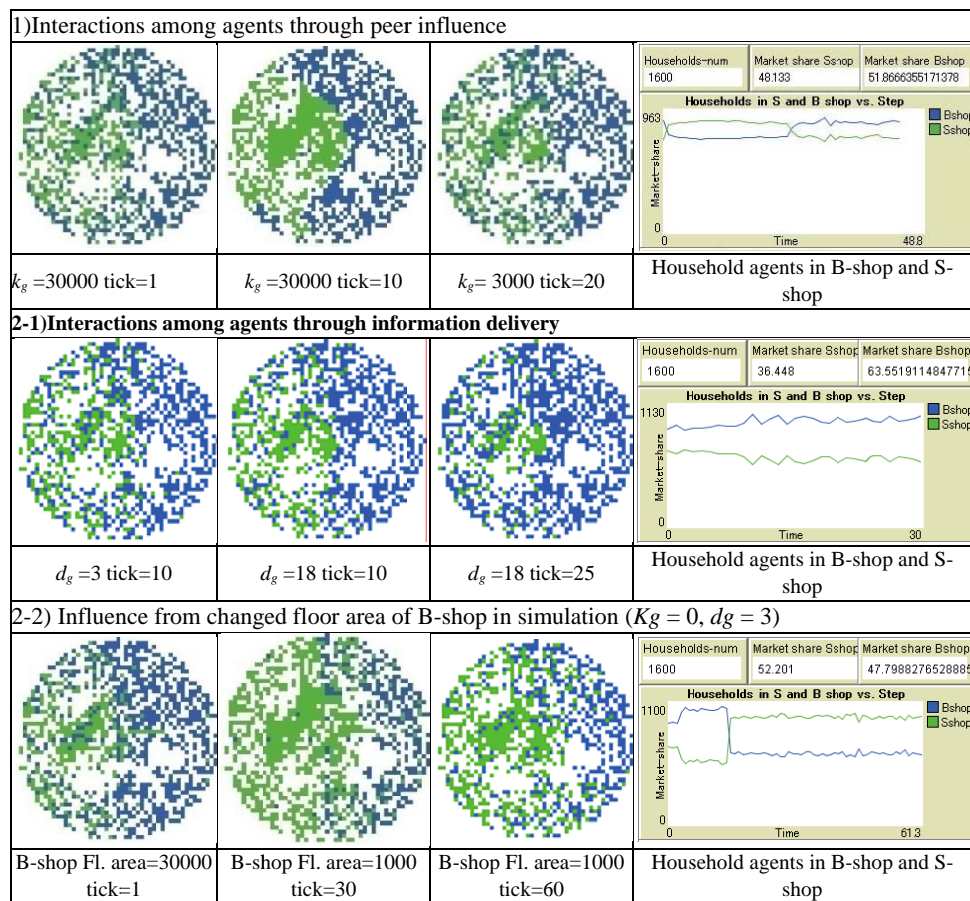 1)Interactions among agents through peer influence
Households-num
Market share Sshop
Market share Bshop
1600
48.133
51.8666355171378
Households in S and B shop vs. Step
963
Market-share
0
0
Time
48.8
Bshop
Sshop
kg =30000 tick=1
kg =30000 tick=10
kg= 3000 tick=20
Household agents in B-shop and S-
shop
2-1)Interactions among agents through information delivery
Households-num
Market share Sshop
Market share Bshop
1600
36.448
63.5519114847715
Households in S and B shop vs. Step
1130
Market-share
0
0
Time
30
Bshop
Sshop
dg =3 tick=10
dg =18 tick=10
dg =18 tick=25
Household agents in B-shop and S-
shop
2-2) Influence from changed floor area of B-shop in simulation (Kg = 0, dg = 3)
Households-num
Market share Sshop
Market share Bshop
1600
52.201
47.7988276528885
Households in S and B shop vs. Step
1100
Market-share
0
0
Time
61.3
Bshop
Sshop
B-shop Fl. area=30000
tick=1
B-shop Fl. area=1000
tick=30
B-shop Fl. area=1000
tick=60
Household agents in B-shop and S-
shop